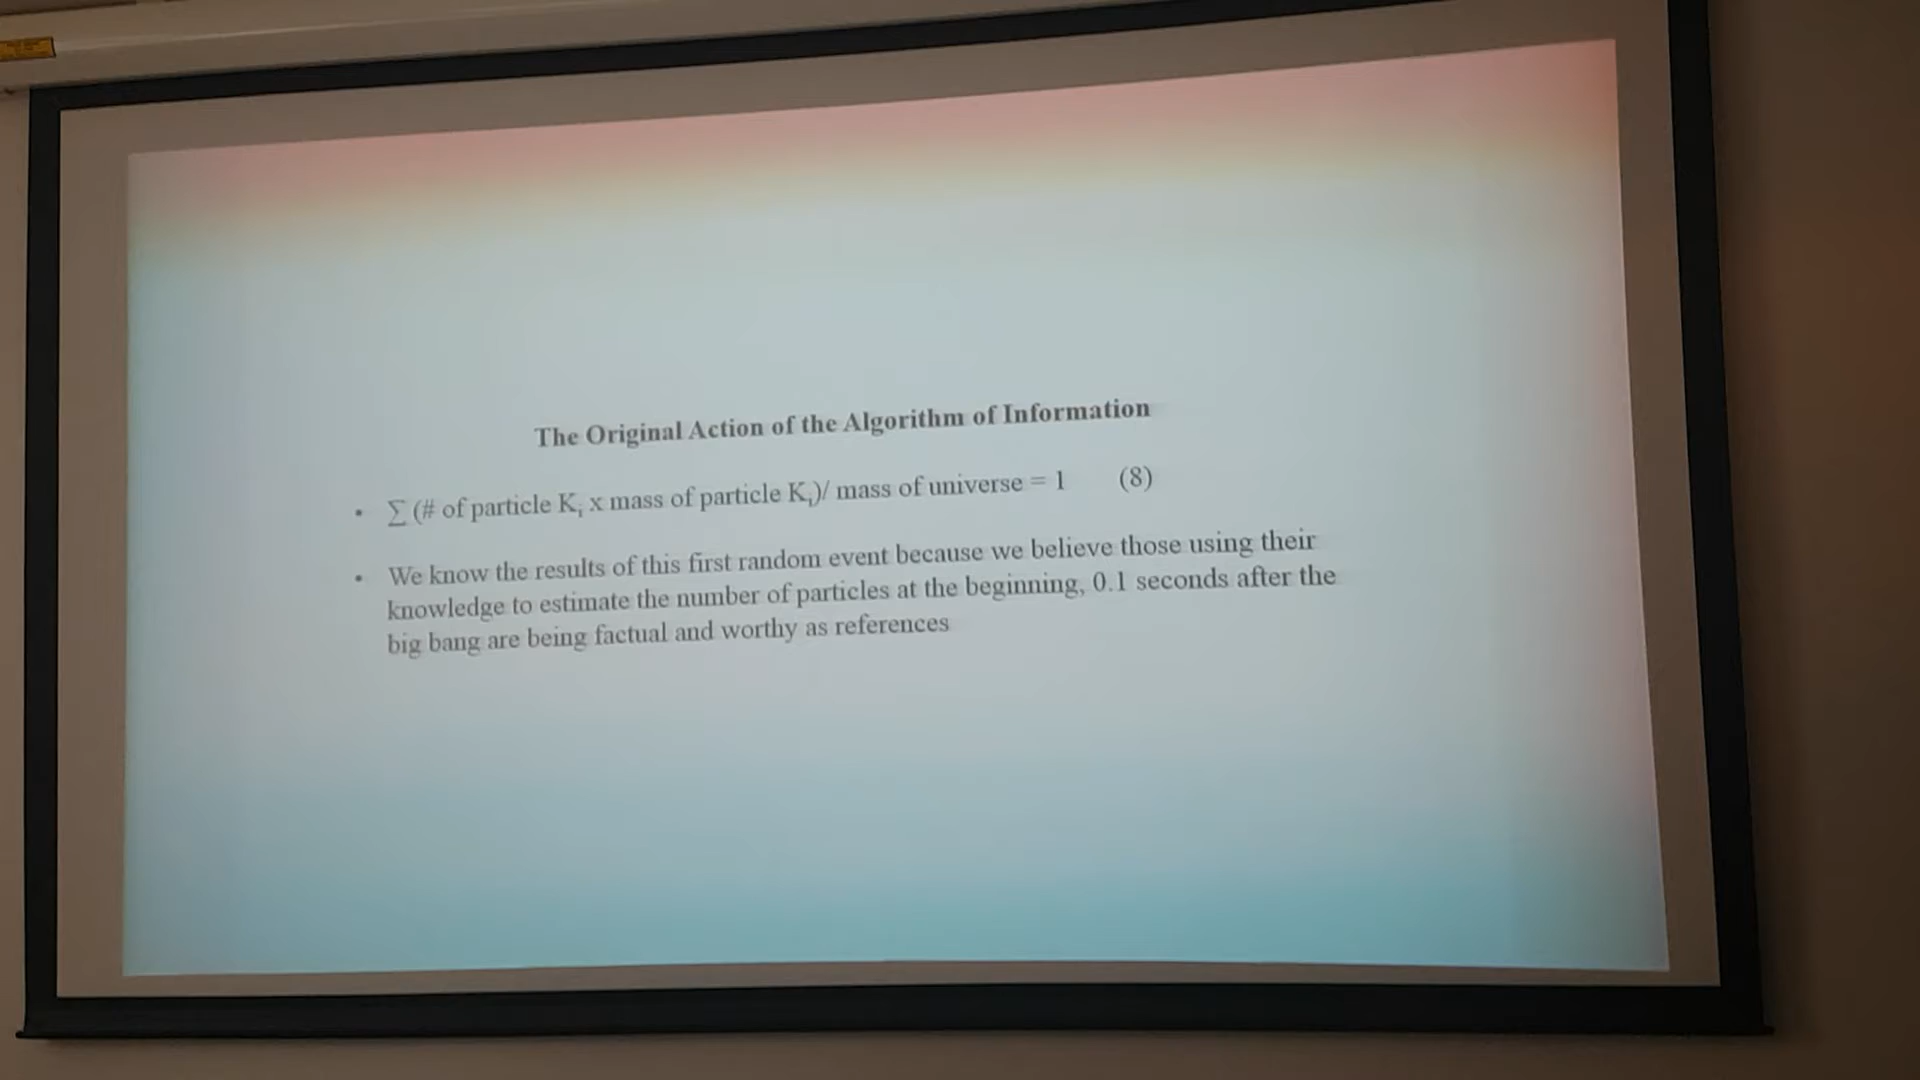 The Original Action of the Algorithm of Information
• ∑ (# of particle Kᵢ x mass of particle Kᵢ)/ mass of universe = 1 (8)
• We know the results of this first random event because we believe those using their
knowledge to estimate the number of particles at the beginning, 0.1 seconds after the
big bang are being factual and worthy as references